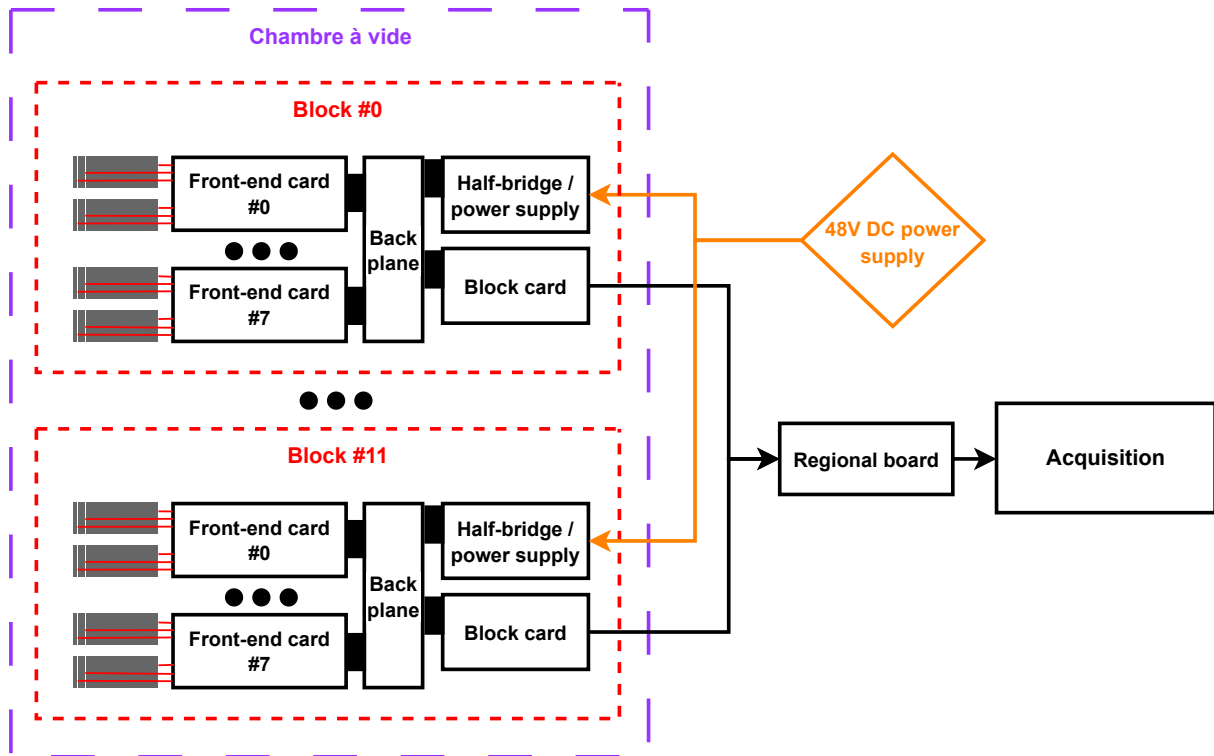 Chambre à vide
Block #0
Front-end card
#0
Front-end card
#7
Back
plane
Half-bridge /
power supply
Block card
48V DC power
supply
Block #11
Front-end card
#0
Front-end card
#7
Back
plane
Half-bridge /
power supply
Block card
Regional board
Acquisition